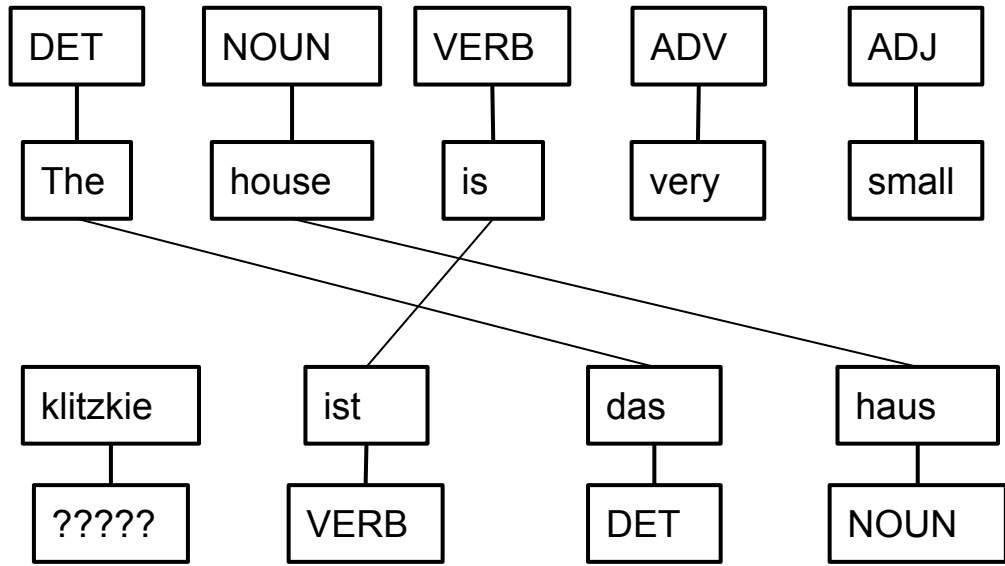 DET NOUN VERB ADV ADJ
The house is very small
klitzkie ist das haus
????? VERB DET NOUN